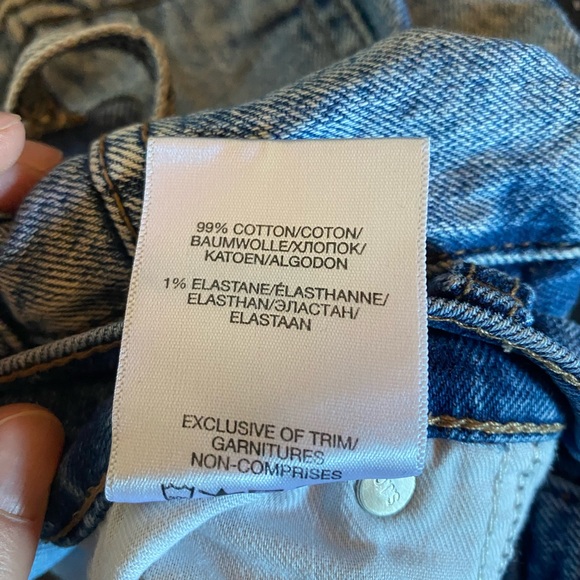 99% COTTON/COTON/
BAUMWOLLE/ХЛОПОК/
KATOEN/ALGODON
1% ELASTANE/ÉLASTHANNE/
ELASTHAN/ЭЛАСТАН/
ELASTAAN
EXCLUSIVE OF TRIM/
GARNITURES
NON-COMPRISES